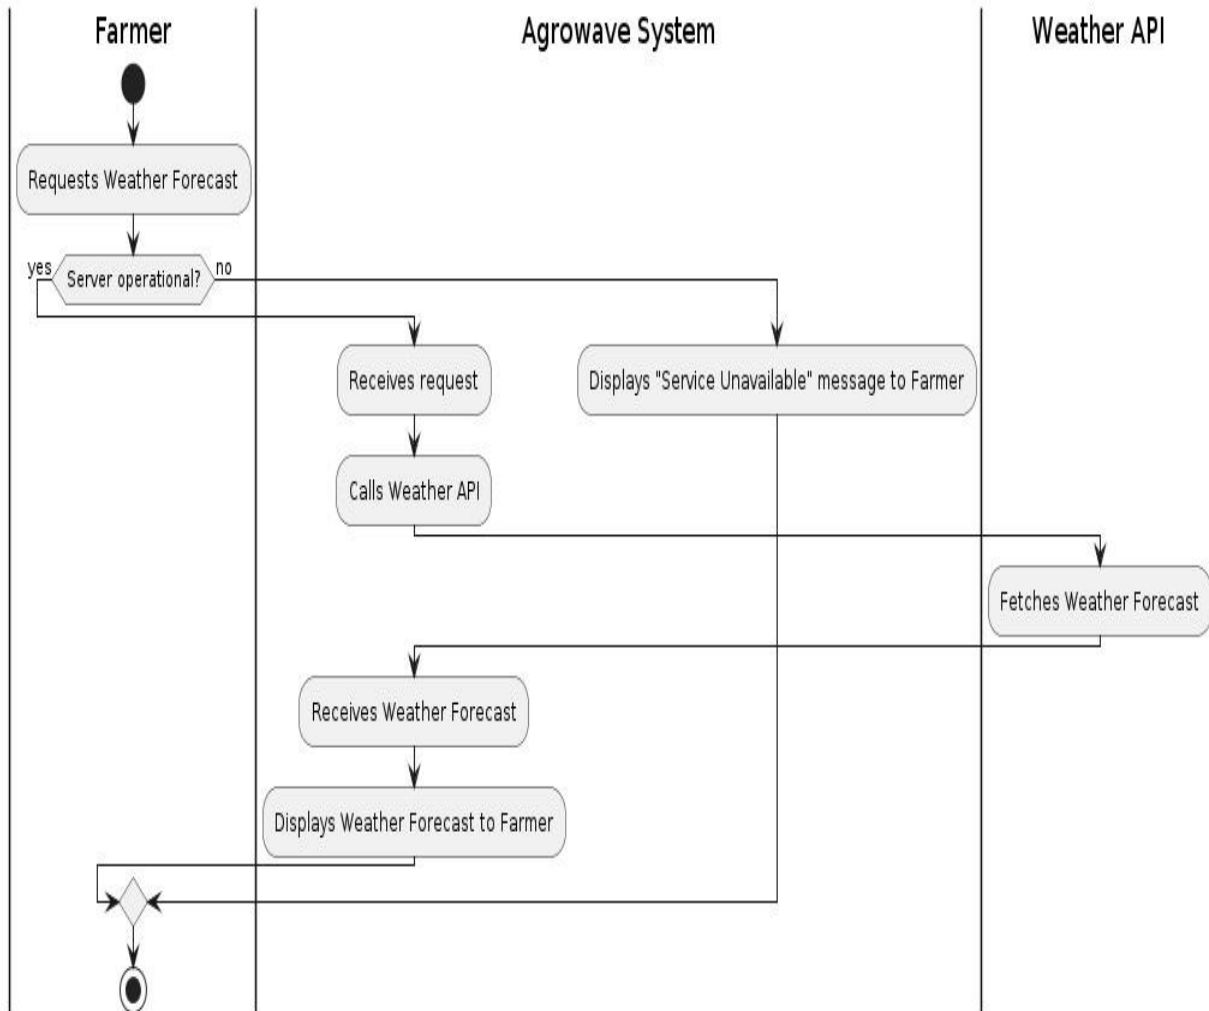 Farmer
Agrowave System
Weather API
Requests Weather Forecast
yes
Server operational?
no
Receives request
Displays "Service Unavailable" message to Farmer
Calls Weather API
Fetches Weather Forecast
Receives Weather Forecast
Displays Weather Forecast to Farmer